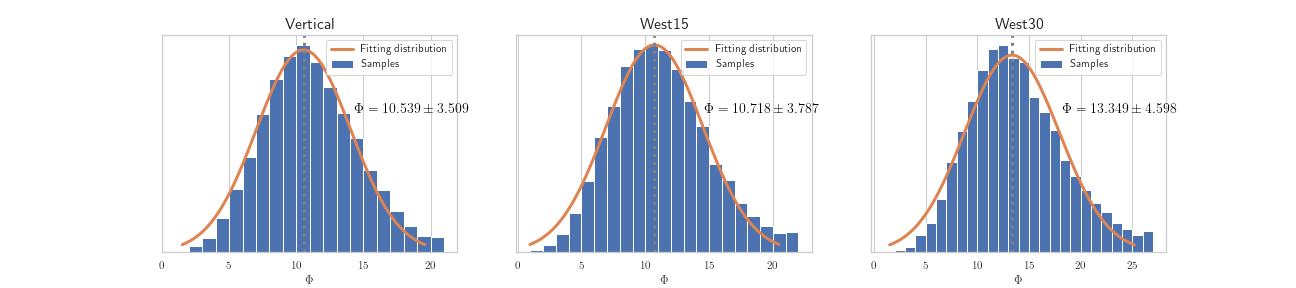 Vertical
Fitting distribution
Samples
Φ = 10.539 ± 3.509
0 5 10 15 20
Φ
West15
Fitting distribution
Samples
Φ = 10.718 ± 3.787
0 5 10 15 20
Φ
West30
Fitting distribution
Samples
Φ = 13.349 ± 4.598
0 5 10 15 20 25
Φ